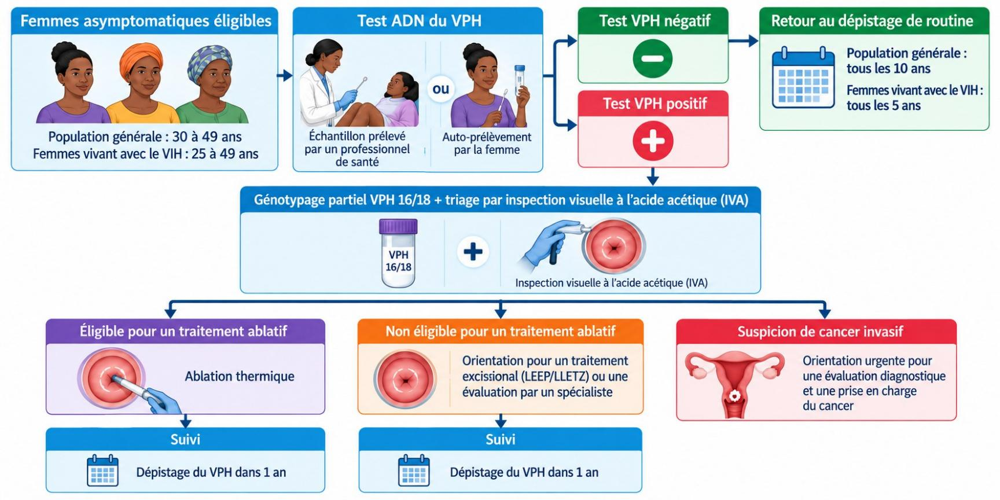 Femmes asymptomatiques éligibles
Population générale : 30 à 49 ans
Femmes vivant avec le VIH : 25 à 49 ans
Test ADN du VPH
Échantillon prélevé
par un professionnel
de santé
ou
Auto-prélèvement
par la femme
Test VPH négatif
Test VPH positif
Retour au dépistage de routine
Population générale :
tous les 10 ans
Femmes vivant avec le VIH :
tous les 5 ans
Génotypage partiel VPH 16/18 + triage par inspection visuelle à l'acide acétique (IVA)
VPH
16/18
Inspection visuelle à l'acide acétique (IVA)
Éligible pour un traitement ablatif
Ablation thermique
Suivi
Dépistage du VPH dans 1 an
Non éligible pour un traitement ablatif
Orientation pour un traitement
excisional (LEEP/LLETZ) ou une
évaluation par un spécialiste
Suivi
Dépistage du VPH dans 1 an
Suspicion de cancer invasif
Orientation urgente pour
une évaluation diagnostique
et une prise en charge
du cancer